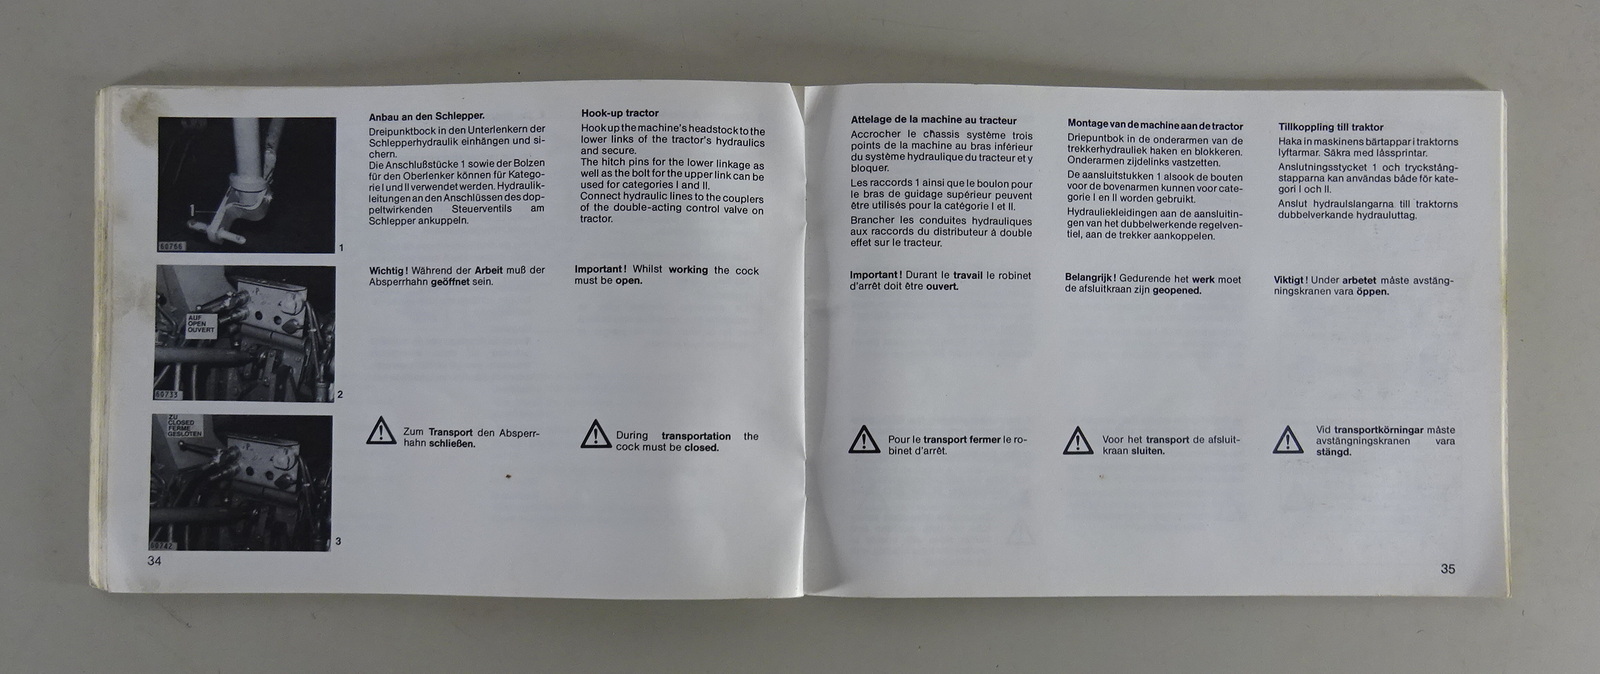 1
60766
1
AUF
OPEN
OUVERT
60733
2
ZU
CLOSED
FERME
GESLOTEN
60742
3
34
Anbau an den Schlepper.
Dreipunktbock in den Unterlenkern der
Schlepperhydraulik einhängen und si-
chern.
Die Anschlußstücke 1 sowie der Bolzen
für den Oberlenker können für Katego-
rie I und II verwendet werden. Hydraulik-
leitungen an den Anschlüssen des dop-
peltwirkenden Steuerventils am
Schlepper ankuppeln.
Wichtig! Während der Arbeit muß der
Absperrhahn geöffnet sein.
Zum Transport den Absperr-
hahn schließen.
Hook-up tractor
Hook up the machine's headstock to the
lower links of the tractor's hydraulics
and secure.
The hitch pins for the lower linkage as
well as the bolt for the upper link can be
used for categories I and II.
Connect hydraulic lines to the couplers
of the double-acting control valve on
tractor.
Important! Whilst working the cock
must be open.
During transportation the
cock must be closed.
Attelage de la machine au tracteur
Accrocher le chassis système trois
points de la machine au bras inférieur
du système hydraulique du tracteur et y
bloquer.
Les raccords 1 ainsi que le boulon pour
le bras de guidage supérieur peuvent
être utilisés pour la catégorie I et II.
Brancher les conduites hydrauliques
aux raccords du distributeur à double
effet sur le tracteur.
Important! Durant le travail le robinet
d'arrêt doit être ouvert.
Pour le transport fermer le ro-
binet d'arrêt.
Montage van de machine aan de tractor
Driepuntbok in de onderarmen van de
trekkerhydrauliek haken en blokkeren.
Onderarmen zijdelinks vastzetten.
De aansluitstukken 1 alsook de bouten
voor de bovenarmen kunnen voor cate-
gorie I en II worden gebruikt.
Hydrauliekleidingen aan de aansluitin-
gen van het dubbelwerkende regelven-
tiel, aan de trekker aankoppelen.
Belangrijk! Gedurende het werk moet
de afsluitkraan zijn geopened.
Voor het transport de afsluit-
kraan sluiten.
Tillkoppling till traktor
Haka in maskinens bärtappar i traktorns
lyftarmar. Säkra med låssprintar.
Anslutningsstycket 1 och tryckstång-
stapparna kan användas både för kate-
gori I och II.
Anslut hydraulslangarna till traktorns
dubbelverkande hydrauluttag.
Viktigt! Under arbetet måste avstäng-
ningskranen vara öppen.
Vid transportkörningar måste
avstängningskranen vara
stängd.
35